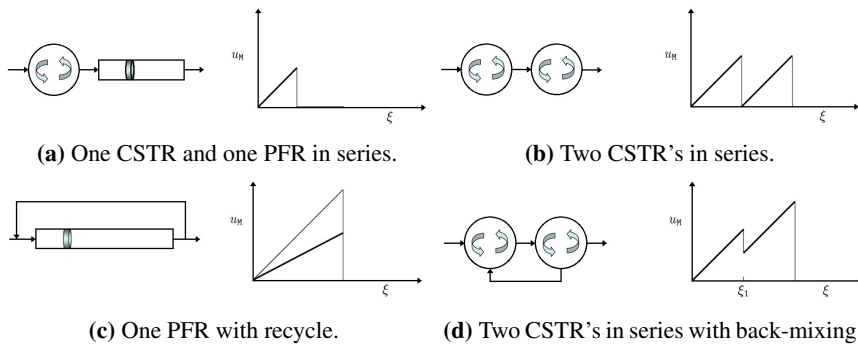 u_M
ξ
u_M
ξ
(a) One CSTR and one PFR in series.
(b) Two CSTR's in series.
u_M
ξ
u_M
ξ₁
ξ
(c) One PFR with recycle.
(d) Two CSTR's in series with back-mixing